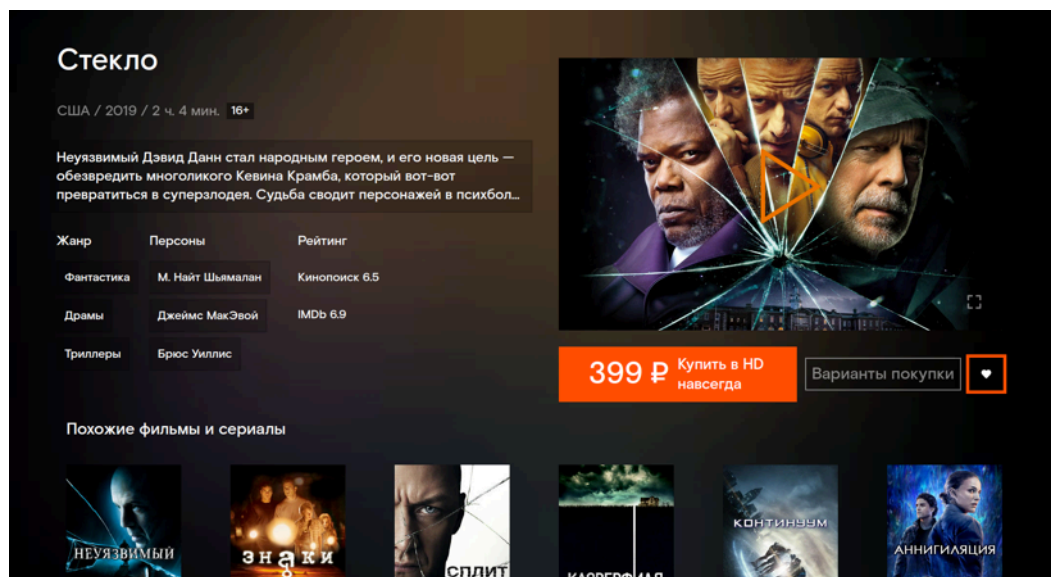 Стекло
США / 2019 / 2 ч. 4 мин. 16+
Неуязвимый Дэвид Данн стал народным героем, и его новая цель —
обезвредить многоликого Кевина Крамба, который вот-вот
превратиться в суперзлодея. Судьба сводит персонажей в психбол...
Жанр Персоны Рейтинг
Фантастика М. Найт Шьямалан Кинопоиск 6.5
Драмы Джеймс МакЭвой IMDb 6.9
Триллеры Брюс Уиллис
399 ₽ Купить в HD
навсегда
Варианты покупки
Похожие фильмы и сериалы
НЕУЯЗВИМЫЙ
ЗНАКИ
СПЛИТ
КЛОВЕРФИЛД
КОНТИНУУМ
АННИГИЛЯЦИЯ